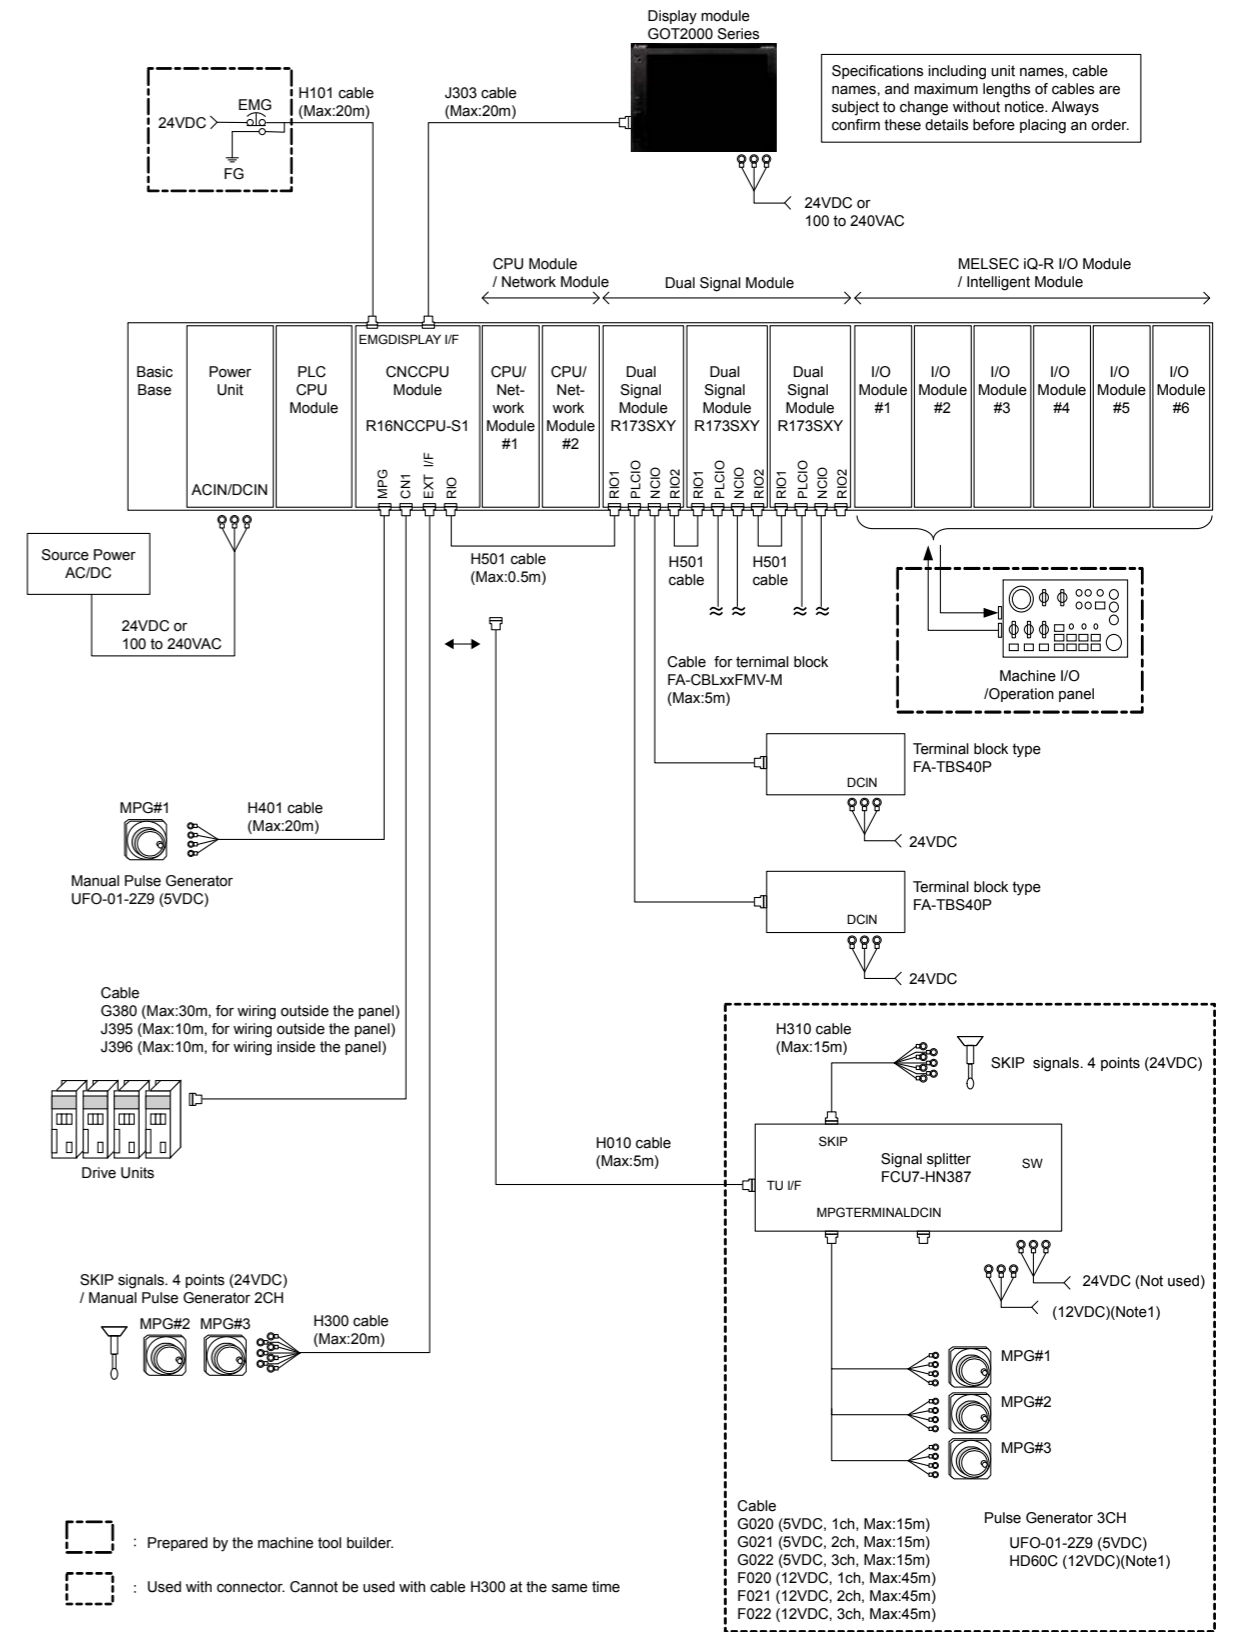 Display module
GOT2000 Series
Specifications including unit names, cable
names, and maximum lengths of cables are
subject to change without notice. Always
confirm these details before placing an order.
H101 cable
(Max:20m)
J303 cable
(Max:20m)
EMG
24VDC
FG
24VDC or
100 to 240VAC
CPU Module
/ Network Module
Dual Signal Module
MELSEC iQ-R I/O Module
/ Intelligent Module
EMGDISPLAY I/F
Basic
Base
Power
Unit
ACIN/DCIN
PLC
CPU
Module
CNCCPU
Module
R16NCCPU-S1
MPG
CN1
EXT I/F
RIO
CPU/
Net-
work
Module
#1
CPU/
Net-
work
Module
#2
Dual
Signal
Module
R173SXY
RIO1
PLCIO
NCIO
RIO2
Dual
Signal
Module
R173SXY
RIO1
PLCIO
NCIO
RIO2
Dual
Signal
Module
R173SXY
RIO1
PLCIO
NCIO
RIO2
I/O
Module
#1
I/O
Module
#2
I/O
Module
#3
I/O
Module
#4
I/O
Module
#5
I/O
Module
#6
Source Power
AC/DC
24VDC or
100 to 240VAC
H501 cable
(Max:0.5m)
H501
cable
H501
cable
Machine I/O
/Operation panel
Cable for ternimal block
FA-CBLxxFMV-M
(Max:5m)
Terminal block type
FA-TBS40P
DCIN
24VDC
MPG#1
H401 cable
(Max:20m)
Manual Pulse Generator
UFO-01-2Z9 (5VDC)
Terminal block type
FA-TBS40P
DCIN
24VDC
Cable
G380 (Max:30m, for wiring outside the panel)
J395 (Max:10m, for wiring outside the panel)
J396 (Max:10m, for wiring inside the panel)
Drive Units
H310 cable
(Max:15m)
SKIP signals. 4 points (24VDC)
H010 cable
(Max:5m)
SKIP
Signal splitter
FCU7-HN387
SW
TU I/F
MPGTERMINALDCIN
24VDC (Not used)
(12VDC)(Note1)
SKIP signals. 4 points (24VDC)
/ Manual Pulse Generator 2CH
MPG#2 MPG#3
H300 cable
(Max:20m)
MPG#1
MPG#2
MPG#3
Cable
G020 (5VDC, 1ch, Max:15m)
G021 (5VDC, 2ch, Max:15m)
G022 (5VDC, 3ch, Max:15m)
F020 (12VDC, 1ch, Max:45m)
F021 (12VDC, 2ch, Max:45m)
F022 (12VDC, 3ch, Max:45m)
Pulse Generator 3CH
UFO-01-2Z9 (5VDC)
HD60C (12VDC)(Note1)
: Prepared by the machine tool builder.
: Used with connector. Cannot be used with cable H300 at the same time